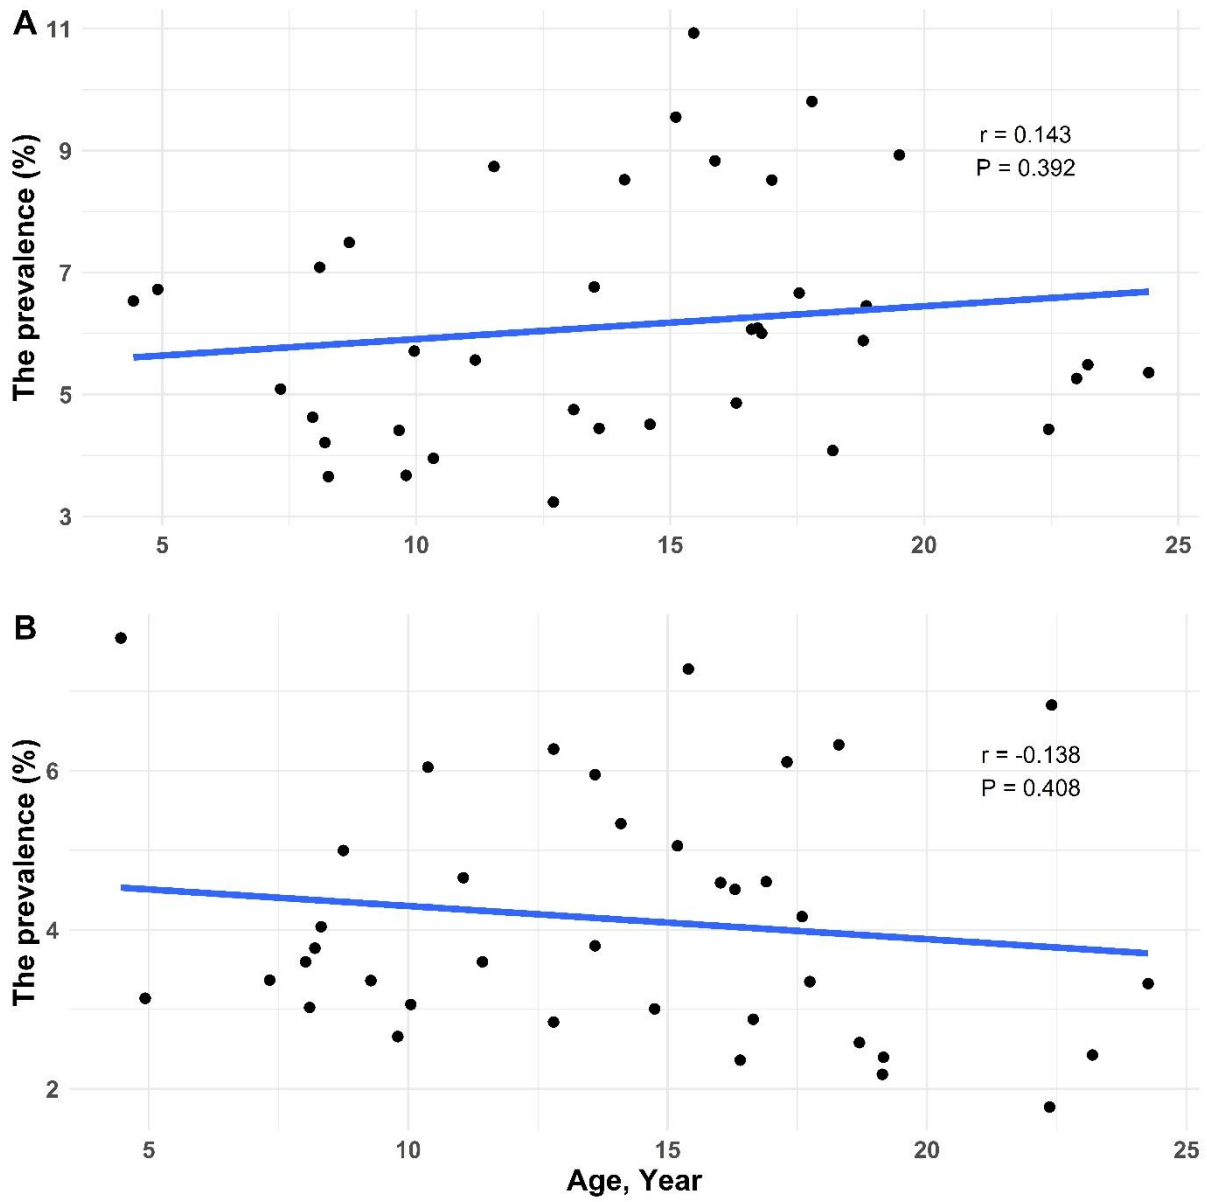 A
The prevalence (%)
11
9
7
5
3
r = 0.143
P = 0.392
5 10 15 20 25
B
The prevalence (%)
6
4
2
r = -0.138
P = 0.408
5 10 15 20 25
Age, Year